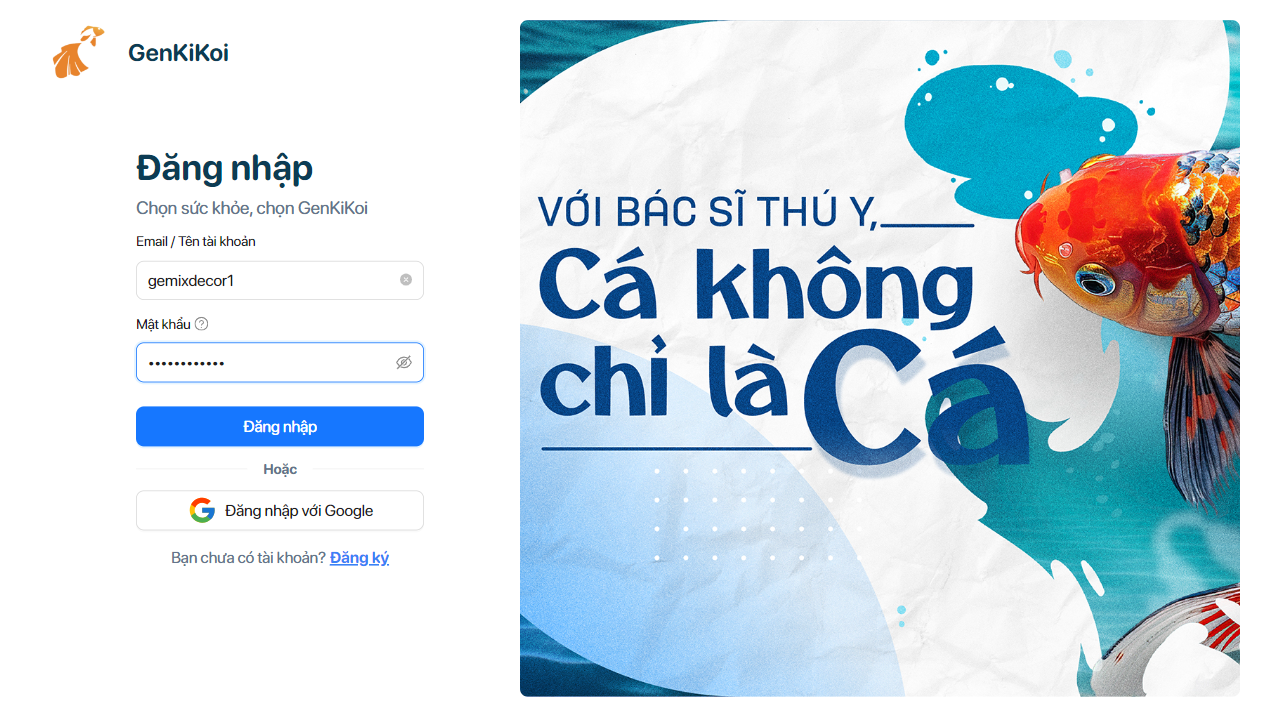 GenKiKoi
Đăng nhập
Chọn sức khỏe, chọn GenKiKoi
Email / Tên tài khoản
gemixdecor1
Mật khẩu
••••••••••••
Đăng nhập
Hoặc
Đăng nhập với Google
Bạn chưa có tài khoản? Đăng ký
VỚI BÁC SĨ THÚ Y,
Cá không
chỉ là Cá